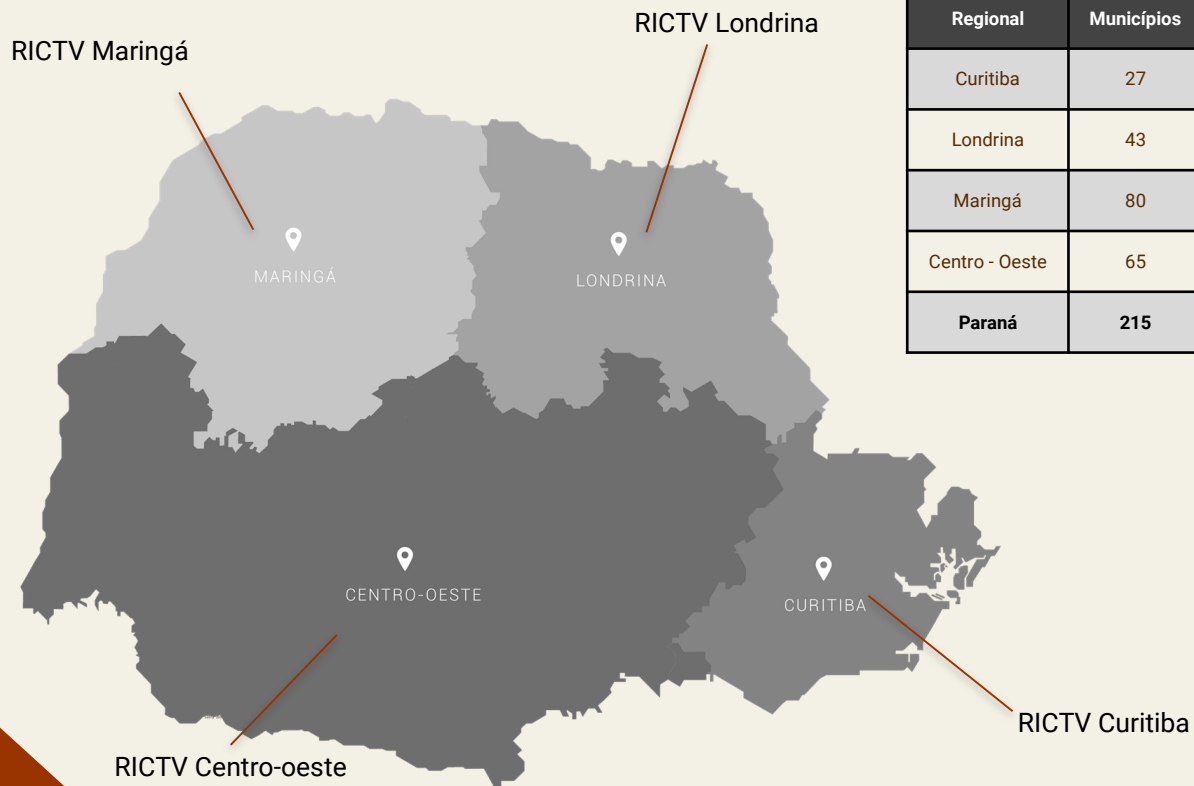 RICTV Maringá
RICTV Londrina
Regional Municípios
Curitiba 27
Londrina 43
Maringá 80
Centro - Oeste 65
Paraná 215
MARINGÁ
LONDRINA
CENTRO-OESTE
CURITIBA
RICTV Curitiba
RICTV Centro-oeste